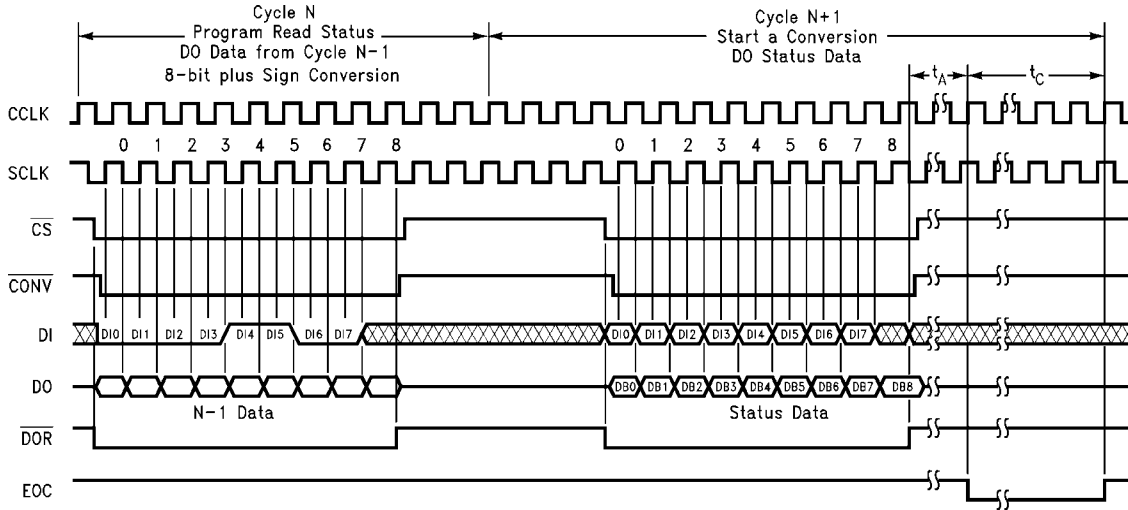 Cycle N
Program Read Status
DO Data from Cycle N-1
8-bit plus Sign Conversion
Cycle N+1
Start a Conversion
DO Status Data
tA
tC
CCLK
0 1 2 3 4 5 6 7 8 0 1 2 3 4 5 6 7 8
SCLK
CS
CONV
DI DI0 DI1 DI2 DI3 DI4 DI5 DI6 DI7 DI0 DI1 DI2 DI3 DI4 DI5 DI6 DI7
DO DB0 DB1 DB2 DB3 DB4 DB5 DB6 DB7 DB8
N-1 Data Status Data
DOR
EOC